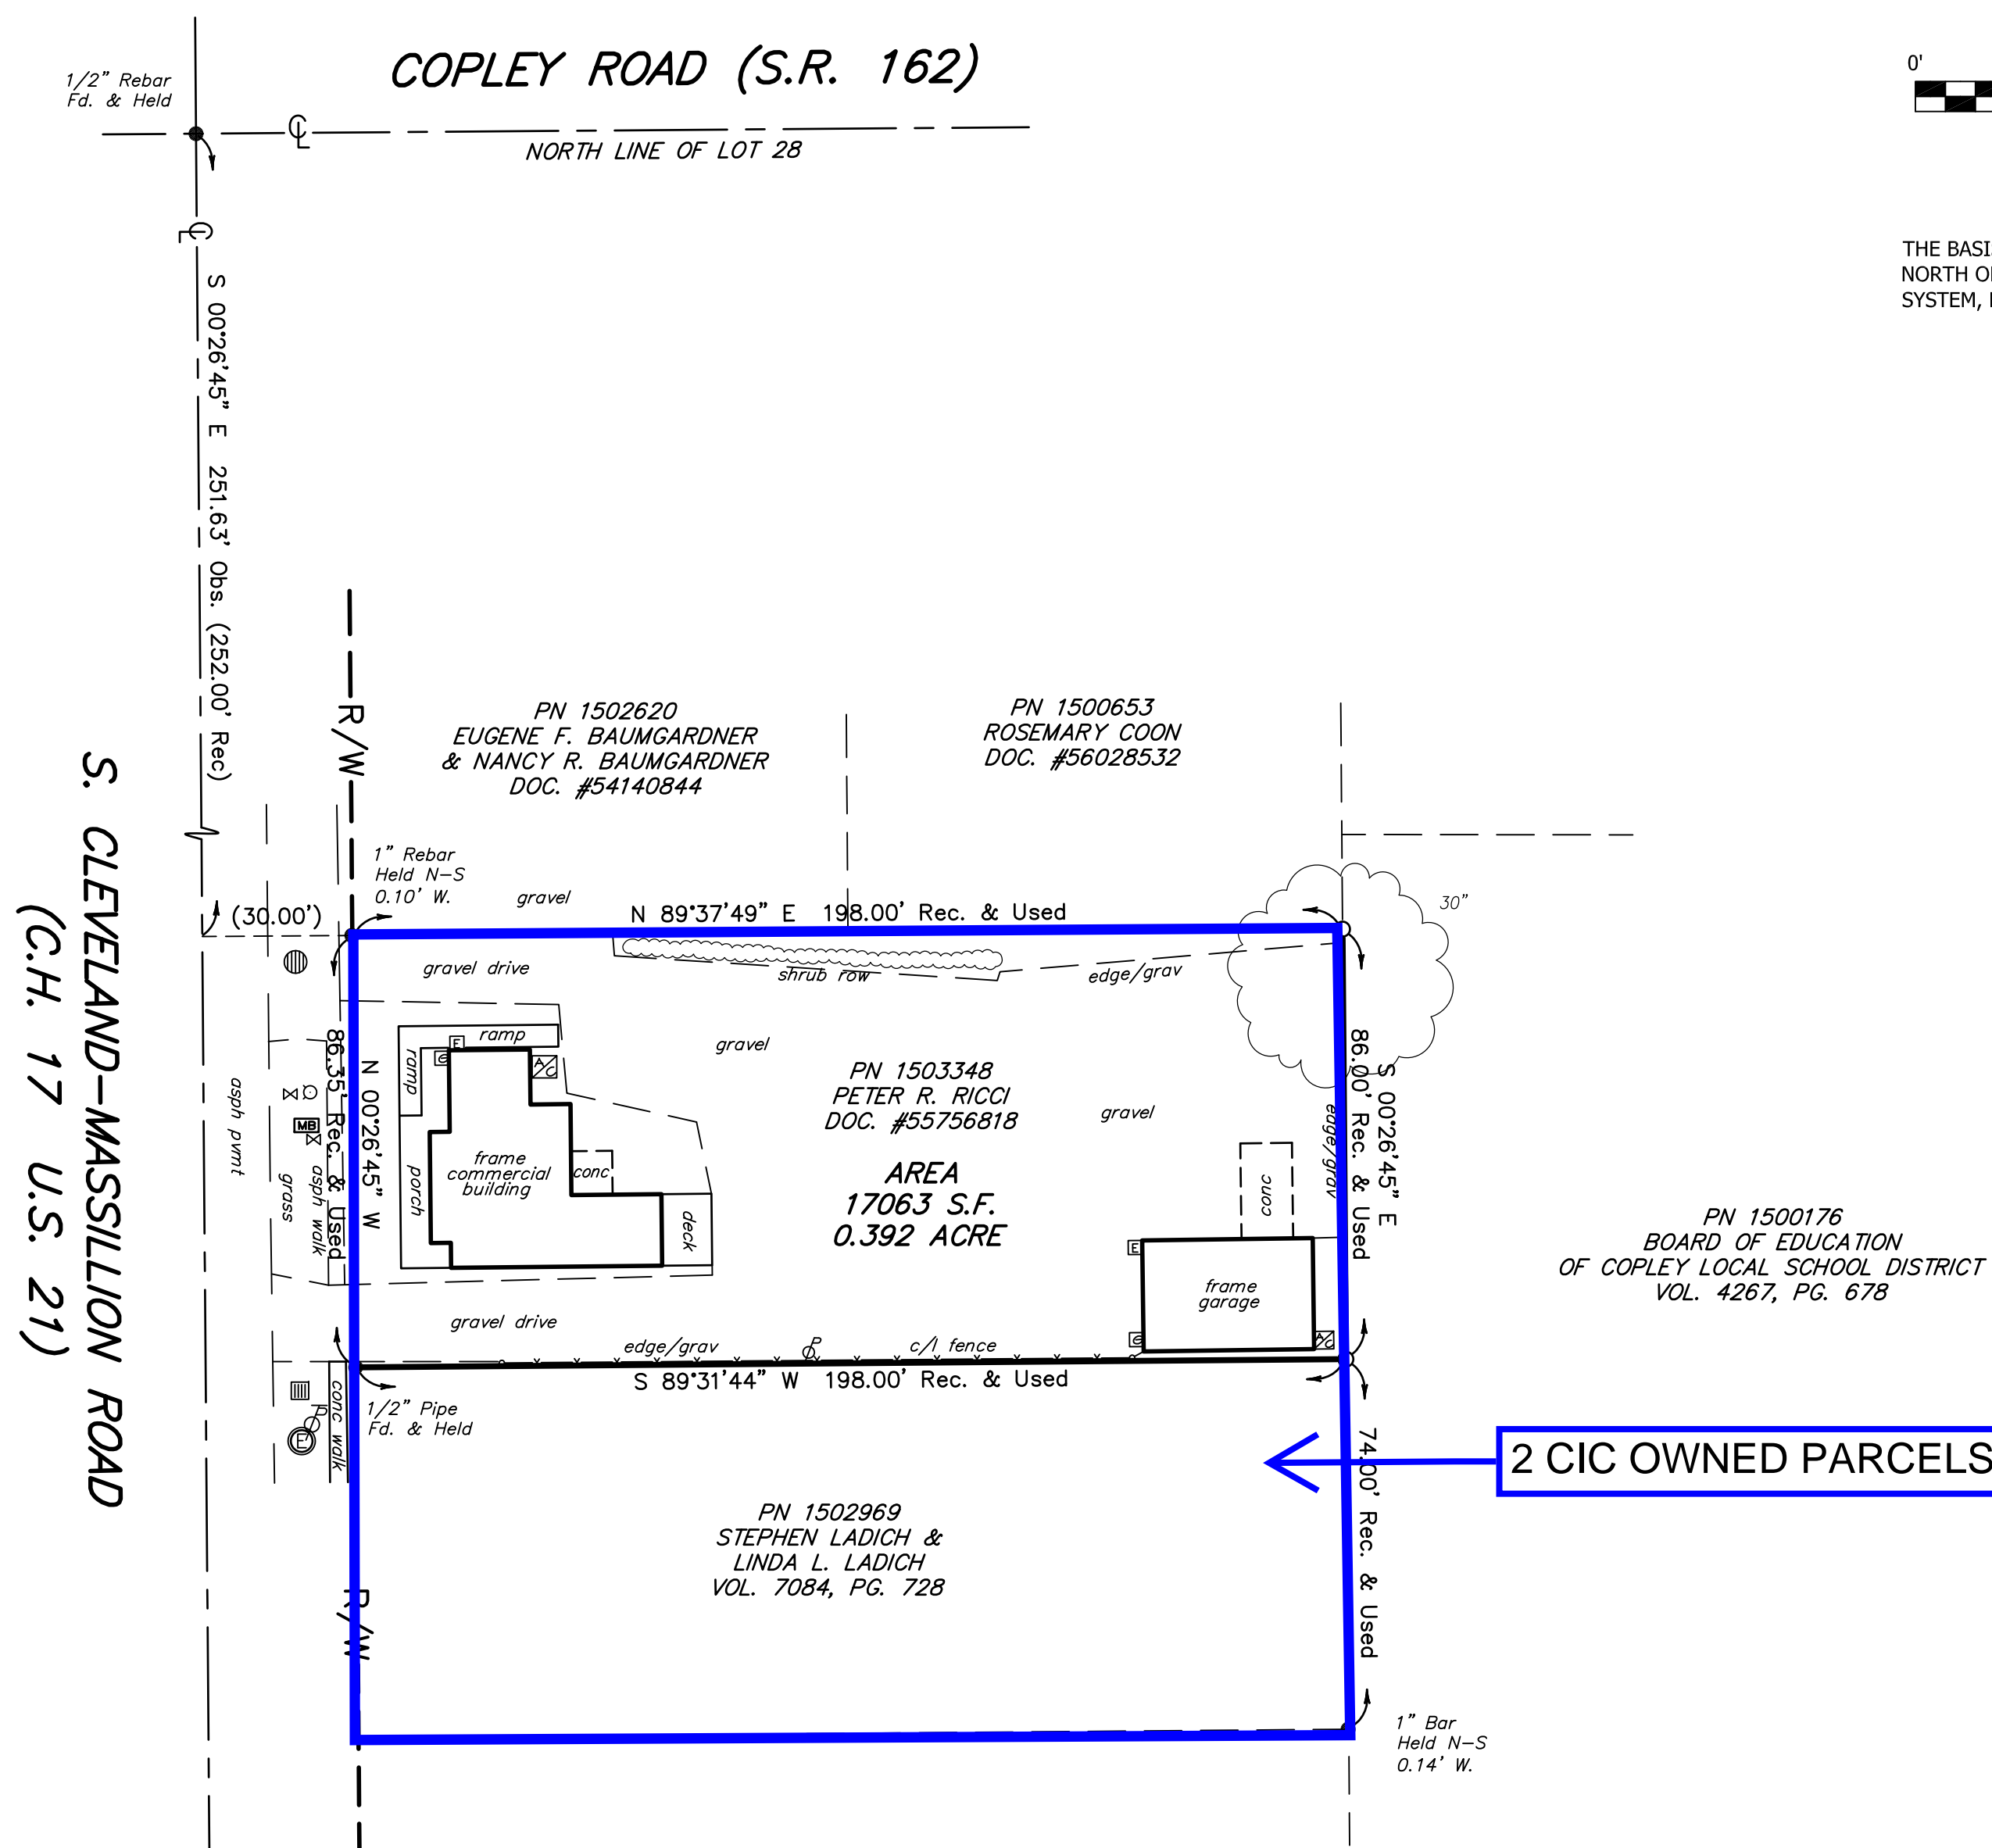 COPLEY ROAD (S.R. 162)
1/2" Rebar
Fd. & Held
NORTH LINE OF LOT 28
0'
THE BASI
NORTH O
SYSTEM,
S 00°26'45" E 251.63' Obs. (252.00' Rec)
S. CLEVELAND-MASSILLION ROAD
(C.H. 17 U.S. 21)
R/W
PN 1502620
EUGENE F. BAUMGARDNER
& NANCY R. BAUMGARDNER
DOC. #54140844
PN 1500653
ROSEMARY COON
DOC. #56028532
1" Rebar
Held N-S
0.10' W.
gravel
30"
(30.00')
N 89°37'49" E 198.00' Rec. & Used
gravel drive
shrub row
edge/grav
ramp
E
G
ramp
A/C
gravel
PN 1503348
PETER R. RICCI
DOC. #55756818
gravel
AREA
17063 S.F.
0.392 ACRE
N 00°26'45" W
86.35' Rec. & Used
S 00°26'45" E
86.00' Rec. & Used
edge/grav
asph pvmt
MB
grass
asph walk
porch
frame
commercial
building
conc
deck
conc
E
frame
garage
G
A/C
PN 1500176
BOARD OF EDUCATION
OF COPLEY LOCAL SCHOOL DISTRICT
VOL. 4267, PG. 678
gravel drive
edge/grav
P
c/l fence
S 89°31'44" W 198.00' Rec. & Used
1/2" Pipe
Fd. & Held
conc walk
P
E
74.00' Rec. & Used
2 CIC OWNED PARCELS
PN 1502969
STEPHEN LADICH &
LINDA L. LADICH
VOL. 7084, PG. 728
R/W
1" Bar
Held N-S
0.14' W.